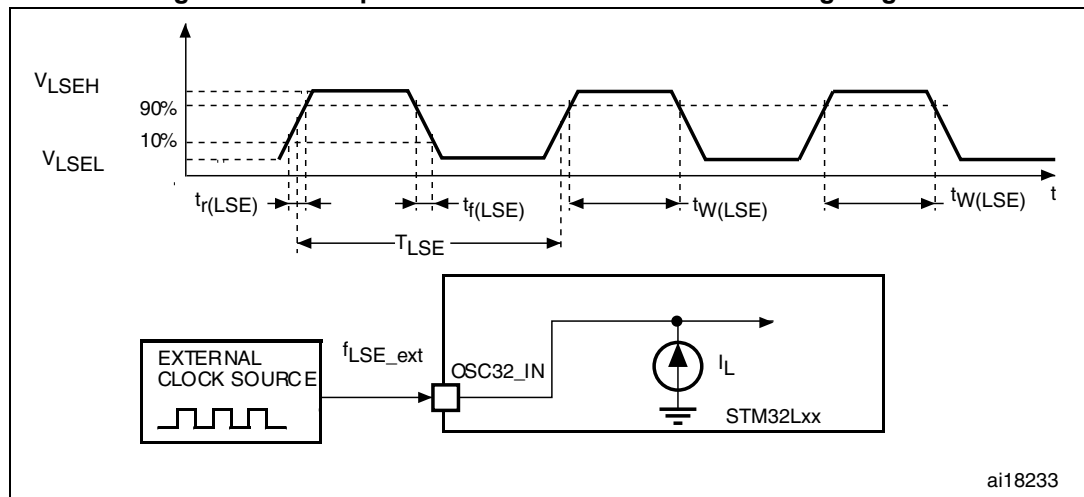 VLSEH
90%
10%
VLSEL
tr(LSE)
tf(LSE)
tW(LSE)
tW(LSE)
t
TLSE
EXTERNAL
CLOCK SOURCE
fLSE_ext
OSC32_IN
IL
STM32Lxx
ai18233